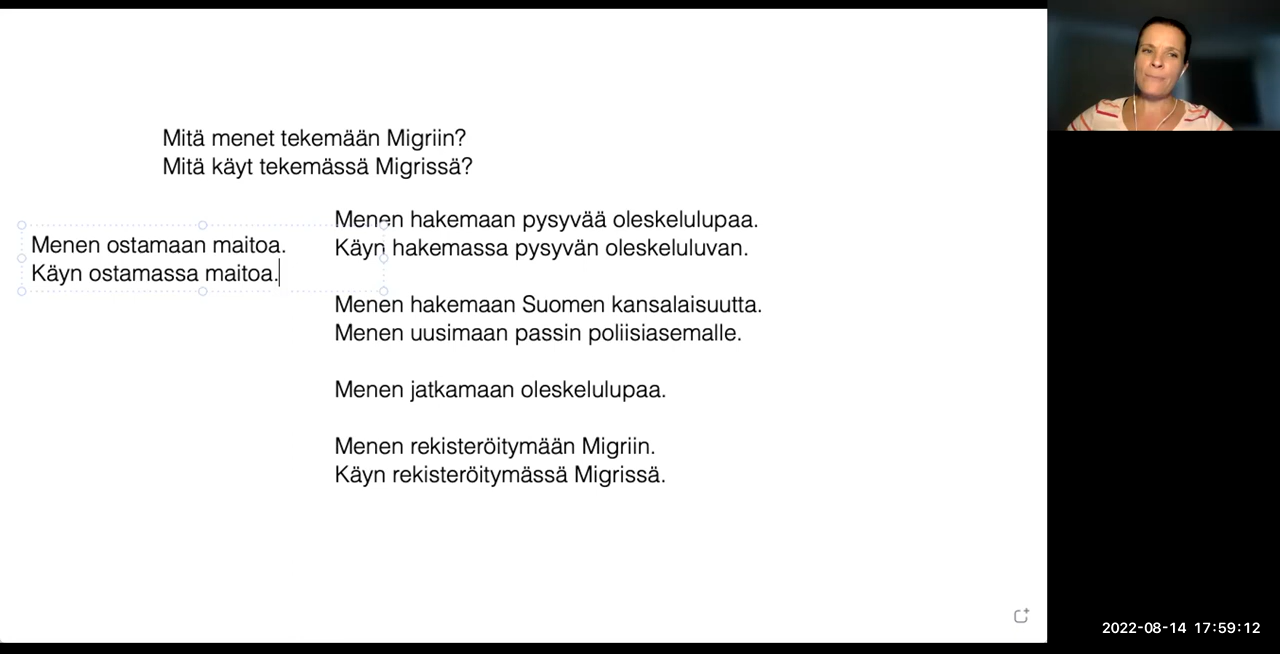 Mitä menet tekemään Migriin?
Mitä käyt tekemässä Migrissä?
Menen ostamaan maitoa.
Käyn ostamassa maitoa.
Menen hakemaan pysyvää oleskelulupaa.
Käyn hakemassa pysyvän oleskeluluvan.
Menen hakemaan Suomen kansalaisuutta.
Menen uusimaan passin poliisiasemalle.
Menen jatkamaan oleskelulupaa.
Menen rekisteröitymään Migriin.
Käyn rekisteröitymässä Migrissä.
2022-08-14 17:59:12